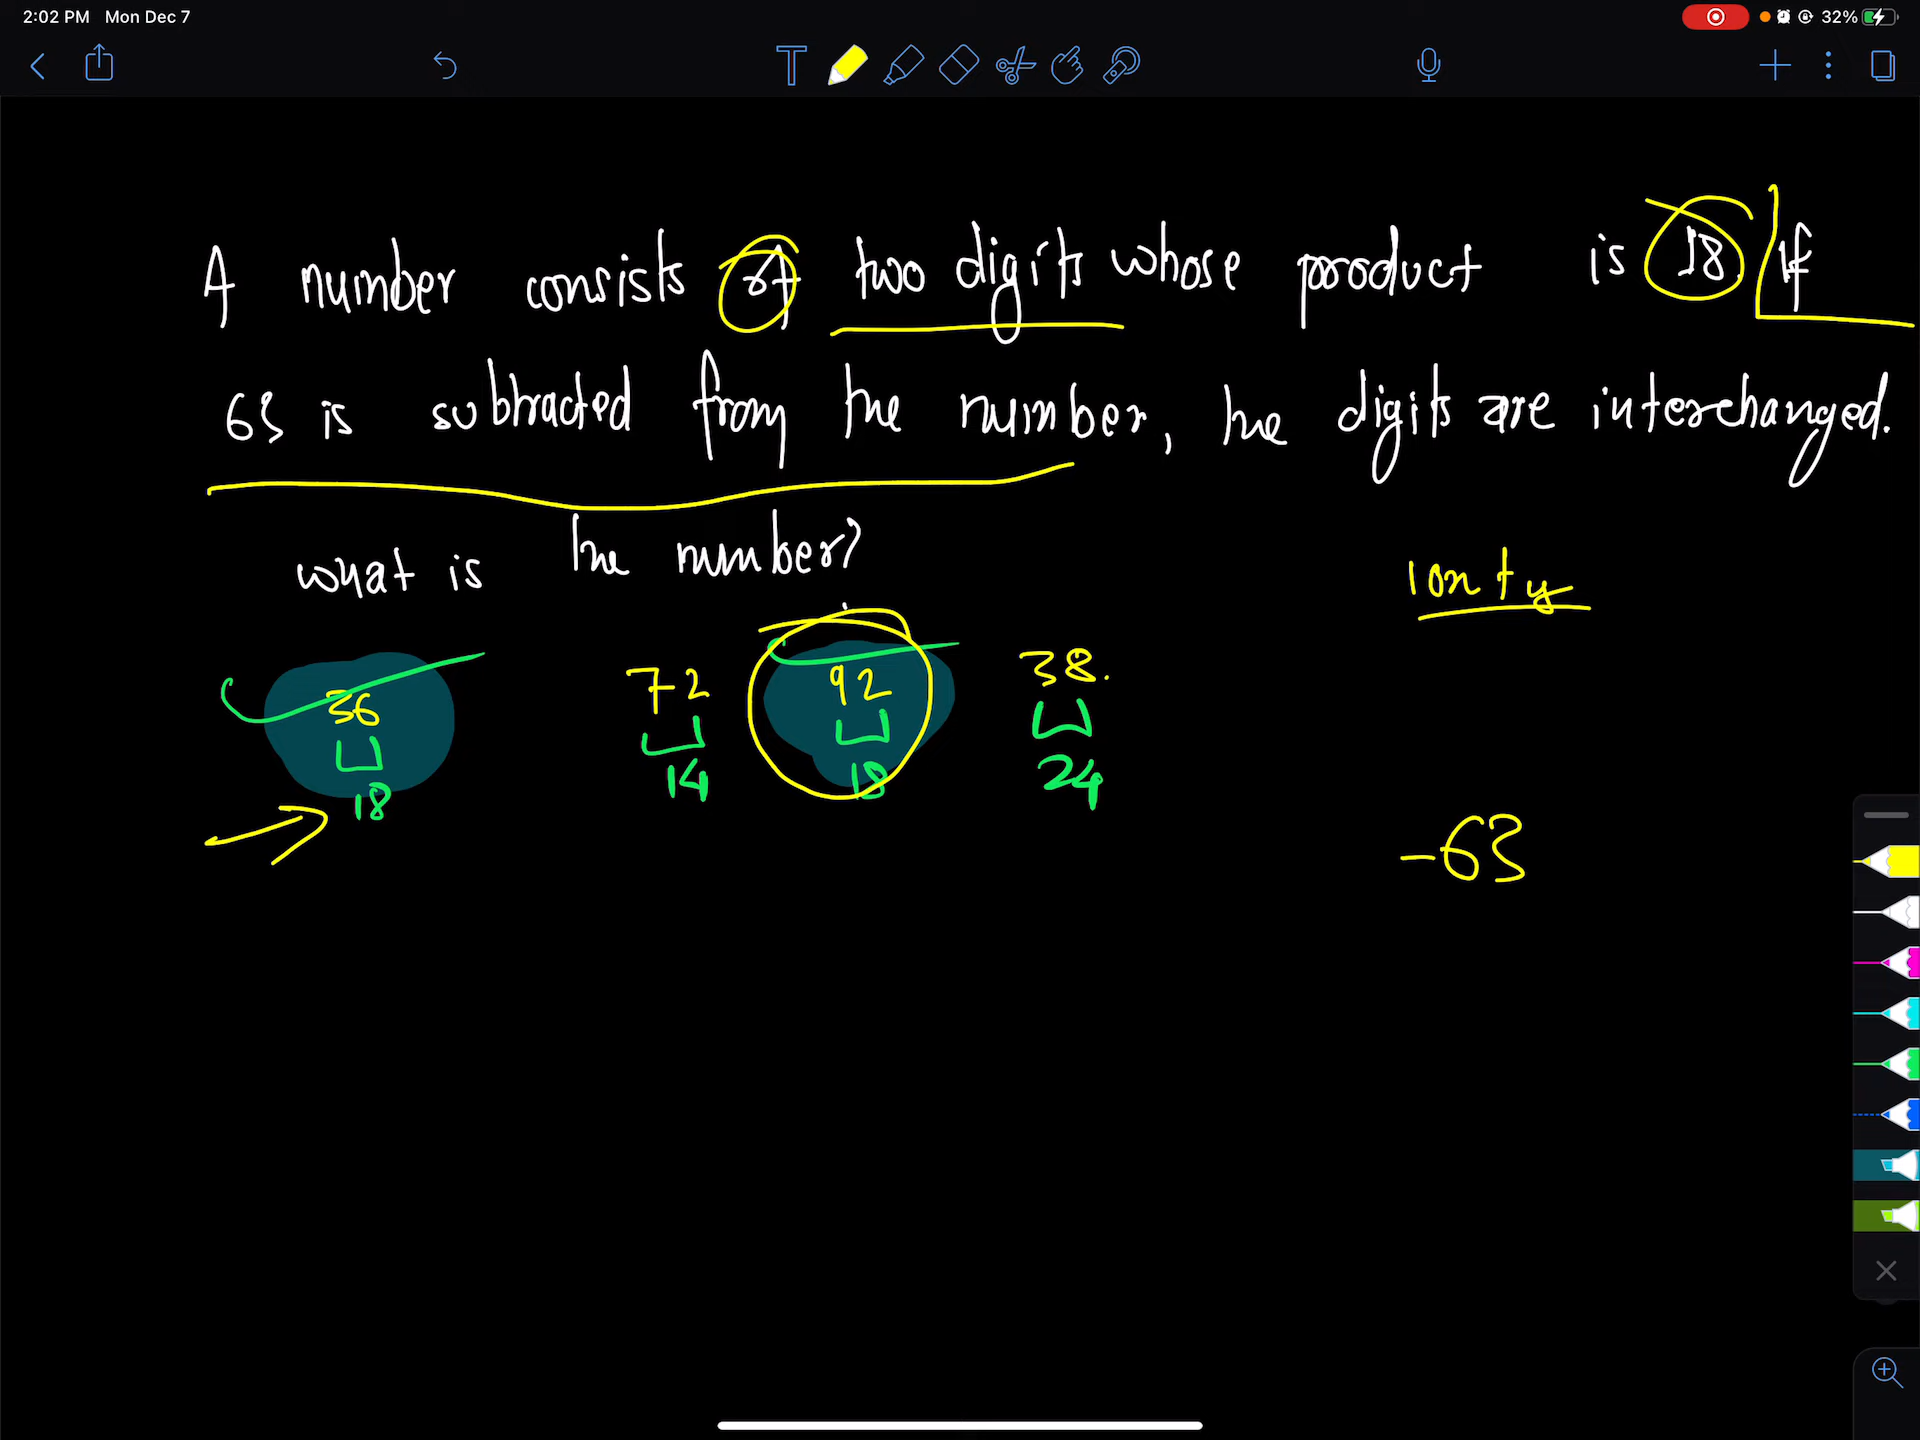 2:02 PM Mon Dec 7
32%
A number consists of two digits whose product is 18. If
63 is subtracted from the number, the digits are interchanged.
what is the number?
10x + y
36 72 92 38.
18 14 18 24
-63